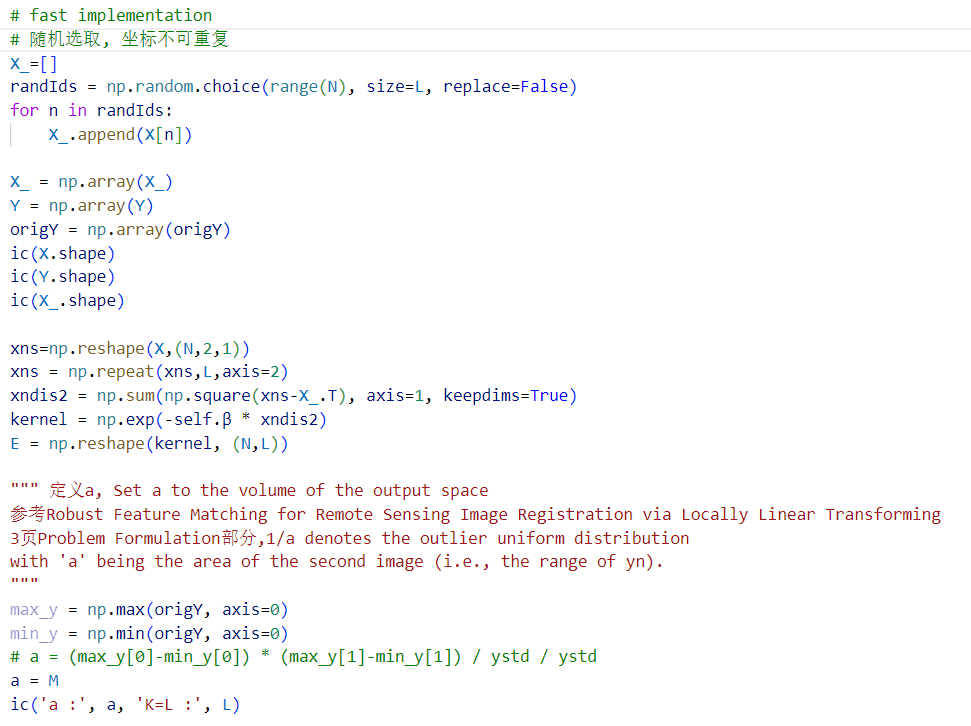 # fast implementation
# 随机选取, 坐标不可重复
X_=[]
randIds = np.random.choice(range(N), size=L, replace=False)
for n in randIds:
    X_.append(X[n])
X_ = np.array(X_)
Y = np.array(Y)
origY = np.array(origY)
ic(X.shape)
ic(Y.shape)
ic(X_.shape)
xns=np.reshape(X,(N,2,1))
xns = np.repeat(xns,L,axis=2)
xndis2 = np.sum(np.square(xns-X_.T), axis=1, keepdims=True)
kernel = np.exp(-self.β * xndis2)
E = np.reshape(kernel, (N,L))
""" 定义a, Set a to the volume of the output space
参考Robust Feature Matching for Remote Sensing Image Registration via Locally Linear Transforming
3页Problem Formulation部分,1/a denotes the outlier uniform distribution
with 'a' being the area of the second image (i.e., the range of yn).
"""
max_y = np.max(origY, axis=0)
min_y = np.min(origY, axis=0)
# a = (max_y[0]-min_y[0]) * (max_y[1]-min_y[1]) / ystd / ystd
a = M
ic('a :', a, 'K=L :', L)